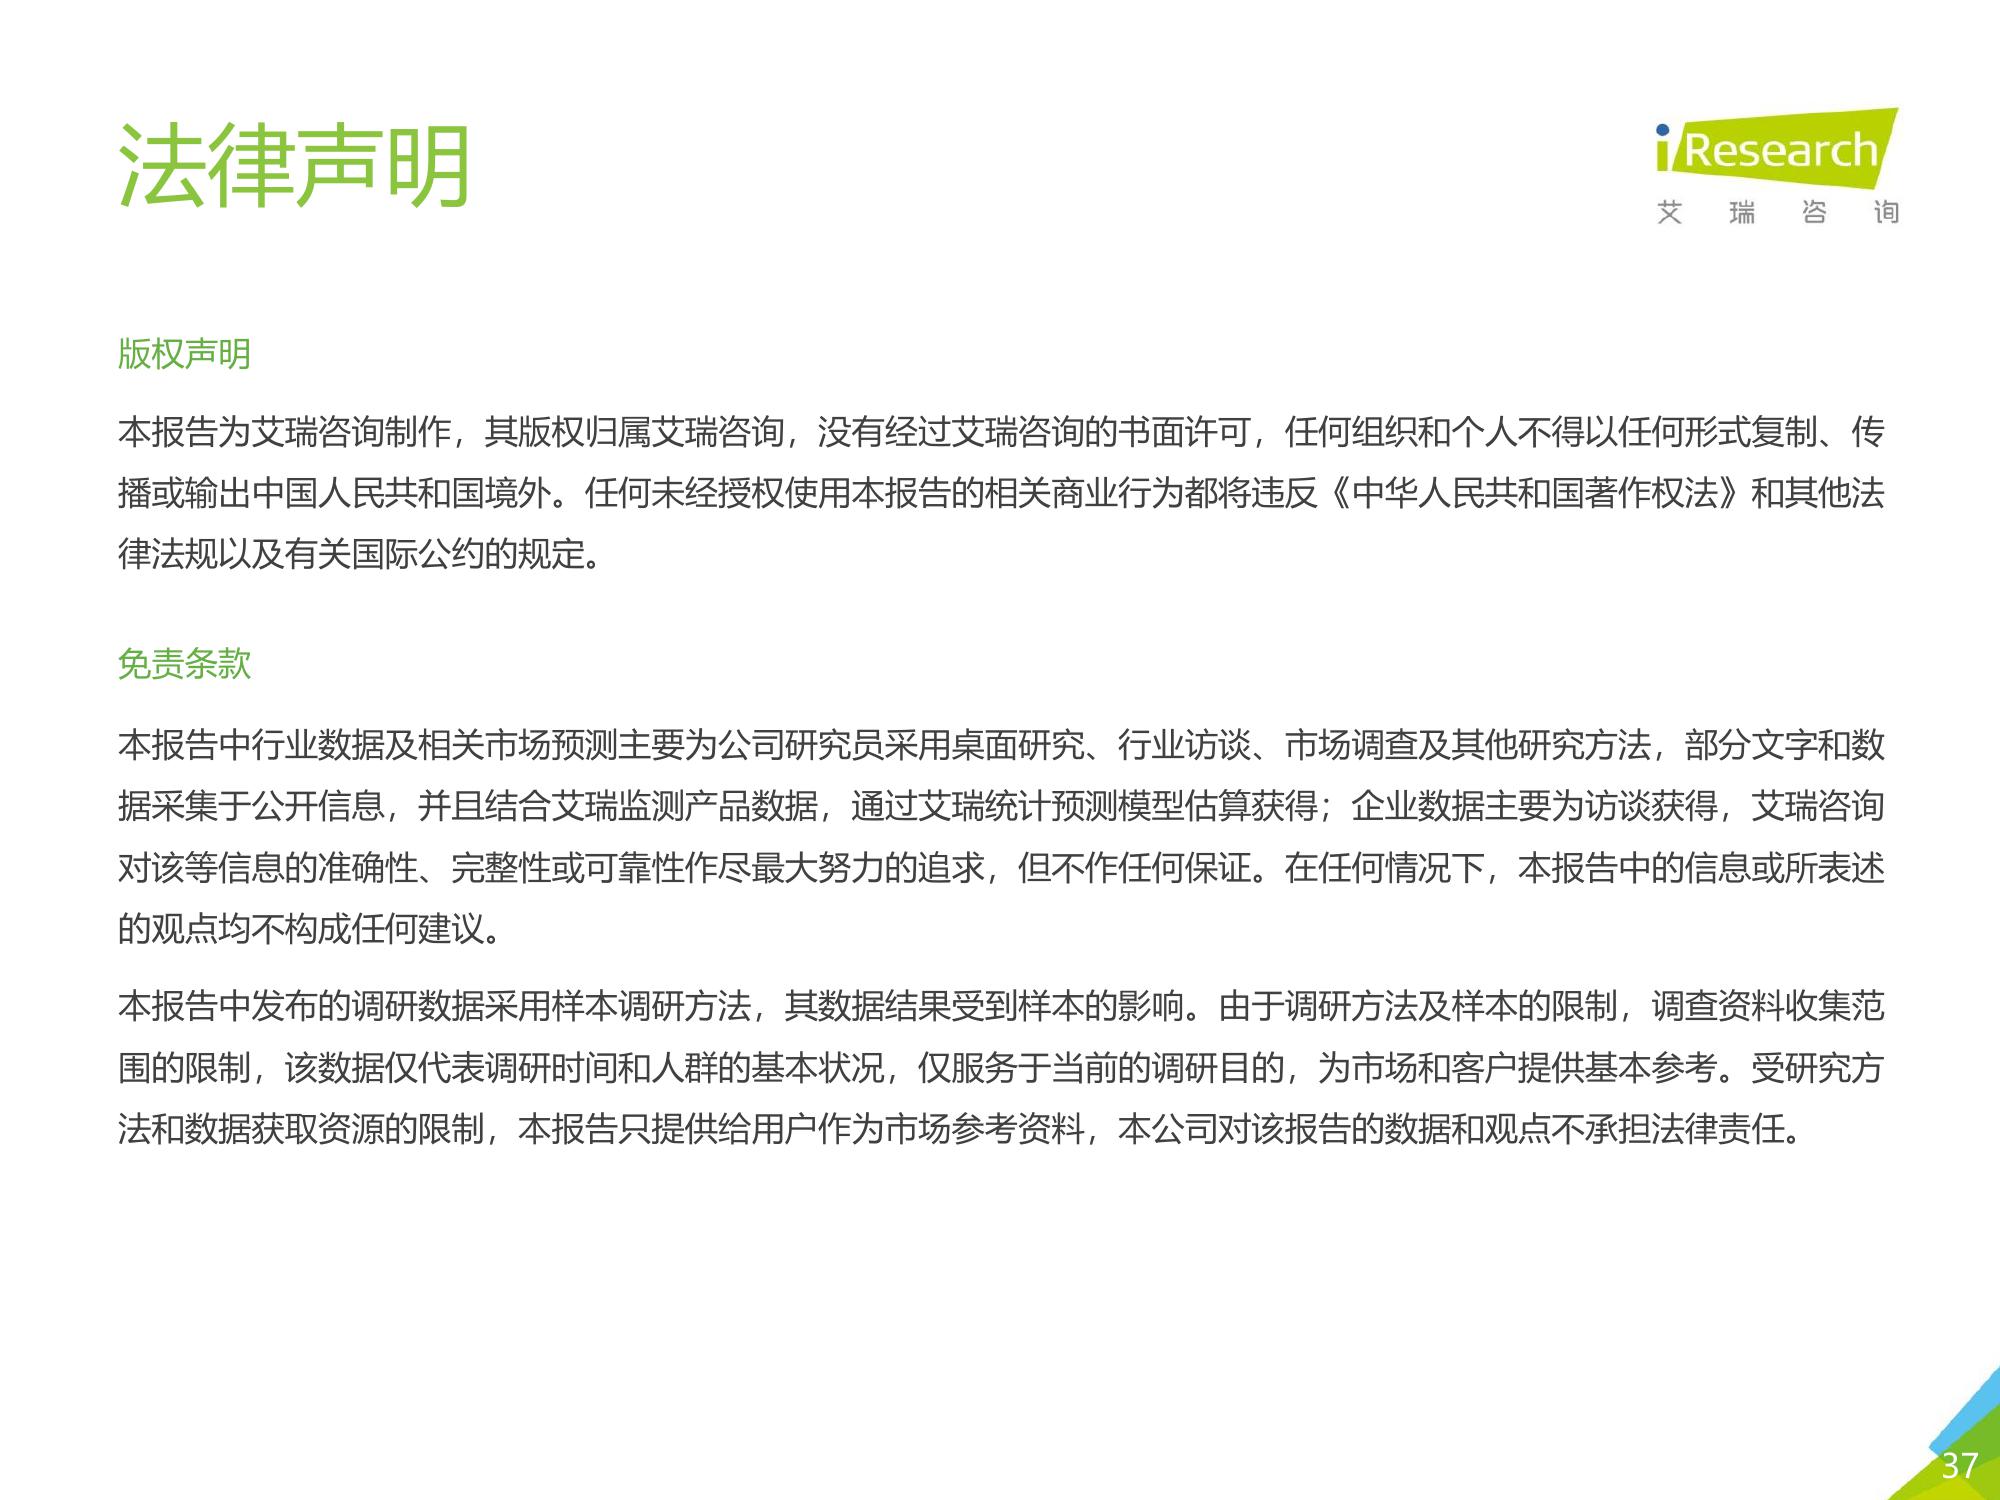 法律声明
iResearch
艾瑞咨询
版权声明
本报告为艾瑞咨询制作，其版权归属艾瑞咨询，没有经过艾瑞咨询的书面许可，任何组织和个人不得以任何形式复制、传
播或输出中国人民共和国境外。任何未经授权使用本报告的相关商业行为都将违反《中华人民共和国著作权法》和其他法
律法规以及有关国际公约的规定。
免责条款
本报告中行业数据及相关市场预测主要为公司研究员采用桌面研究、行业访谈、市场调查及其他研究方法，部分文字和数
据采集于公开信息，并且结合艾瑞监测产品数据，通过艾瑞统计预测模型估算获得；企业数据主要为访谈获得，艾瑞咨询
对该等信息的准确性、完整性或可靠性作尽最大努力的追求，但不作任何保证。在任何情况下，本报告中的信息或所表述
的观点均不构成任何建议。
本报告中发布的调研数据采用样本调研方法，其数据结果受到样本的影响。由于调研方法及样本的限制，调查资料收集范
围的限制，该数据仅代表调研时间和人群的基本状况，仅服务于当前的调研目的，为市场和客户提供基本参考。受研究方
法和数据获取资源的限制，本报告只提供给用户作为市场参考资料，本公司对该报告的数据和观点不承担法律责任。
37